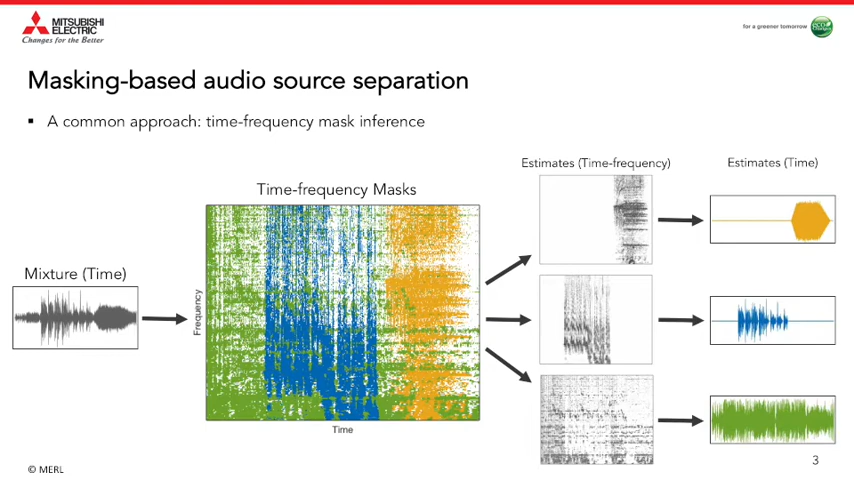 MITSUBISHI
ELECTRIC
Changes for the Better
for a greener tomorrow
Masking-based audio source separation
▪ A common approach: time-frequency mask inference
Estimates (Time-frequency)
Estimates (Time)
Time-frequency Masks
Mixture (Time)
Frequency
Time
3
© MERL